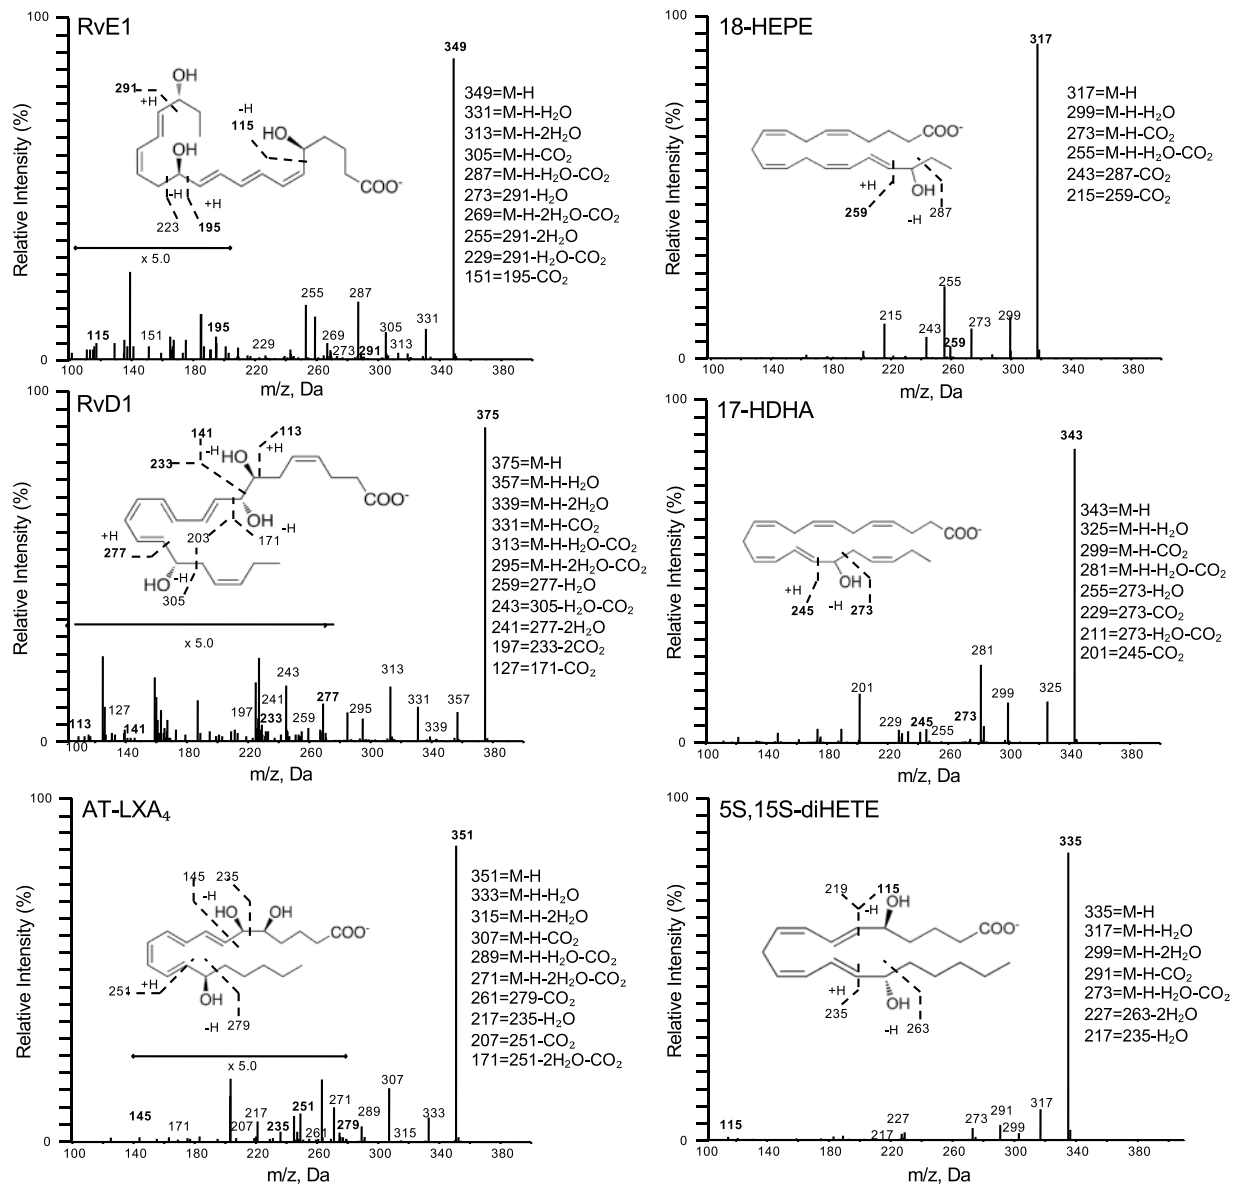 RvE1
100
Relative Intensity (%)
0
349
291
+H
OH
-H
115
HO
OH
COO⁻
-H
+H
223
195
x 5.0
349=M-H
331=M-H-H₂O
313=M-H-2H₂O
305=M-H-CO₂
287=M-H-H₂O-CO₂
273=291-H₂O
269=M-H-2H₂O-CO₂
255=291-2H₂O
229=291-H₂O-CO₂
151=195-CO₂
115
151
195
229
255
269
273
287
291
305
313
331
100 140 180 220 260 300 340 380
m/z, Da
18-HEPE
100
Relative Intensity (%)
0
317
COO⁻
+H
OH
259
-H
287
317=M-H
299=M-H-H₂O
273=M-H-CO₂
255=M-H-H₂O-CO₂
243=287-CO₂
215=259-CO₂
215
243
255
259
273
299
100 140 180 220 260 300 340 380
m/z, Da
RvD1
100
Relative Intensity (%)
0
375
141
-H
113
+H
233
HO
COO⁻
OH
-H
+H
203
171
277
HO
-H
305
x 5.0
375=M-H
357=M-H-H₂O
339=M-H-2H₂O
331=M-H-CO₂
313=M-H-H₂O-CO₂
295=M-H-2H₂O-CO₂
259=277-H₂O
243=305-H₂O-CO₂
241=277-2H₂O
197=233-2CO₂
127=171-CO₂
113
127
141
197
233
241
243
259
277
295
313
331
339
357
100 140 180 220 260 300 340 380
m/z, Da
17-HDHA
100
Relative Intensity (%)
0
343
COO⁻
+H
OH
245
-H
273
343=M-H
325=M-H-H₂O
299=M-H-CO₂
281=M-H-H₂O-CO₂
255=273-H₂O
229=273-CO₂
211=273-H₂O-CO₂
201=245-CO₂
201
229
245
255
273
281
299
325
100 140 180 220 260 300 340 380
m/z, Da
AT-LXA₄
100
Relative Intensity (%)
0
351
145
235
-H
HO
OH
COO⁻
+H
251
OH
-H
279
x 5.0
351=M-H
333=M-H-H₂O
315=M-H-2H₂O
307=M-H-CO₂
289=M-H-H₂O-CO₂
271=M-H-2H₂O-CO₂
261=279-CO₂
217=235-H₂O
207=251-CO₂
171=251-2H₂O-CO₂
145
171
207
217
235
251
261
271
279
289
307
315
333
100 140 180 220 260 300 340 380
m/z, Da
5S,15S-diHETE
100
Relative Intensity (%)
0
335
219
115
-H
OH
COO⁻
+H
235
OH
-H
263
335=M-H
317=M-H-H₂O
299=M-H-2H₂O
291=M-H-CO₂
273=M-H-H₂O-CO₂
227=263-2H₂O
217=235-H₂O
115
217
227
273
291
299
317
100 140 180 220 260 300 340 380
m/z, Da